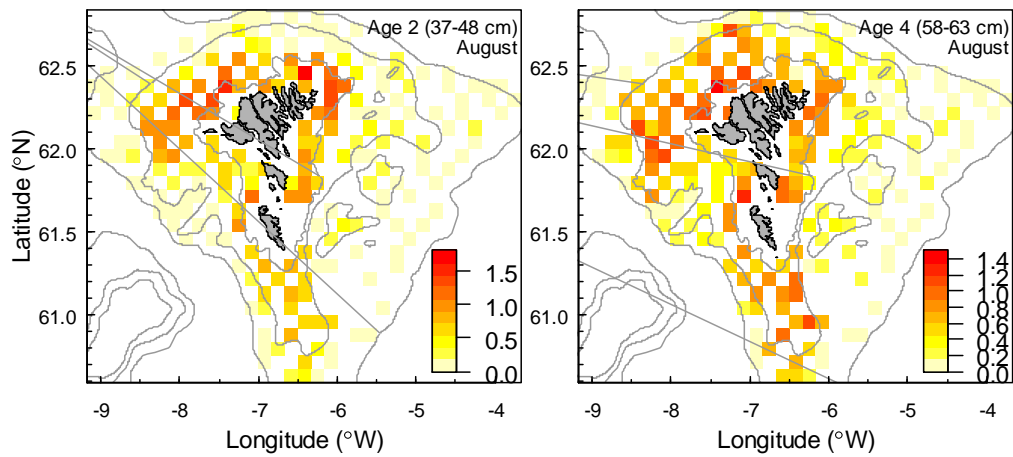 Age 2 (37-48 cm)
August
Latitude (°N)
62.5
62.0
61.5
61.0
1.5
1.0
0.5
0.0
-9 -8 -7 -6 -5 -4
Longitude (°W)
Age 4 (58-63 cm)
August
1.4
1.2
1.0
0.8
0.6
0.4
0.2
0.0
-9 -8 -7 -6 -5 -4
Longitude (°W)